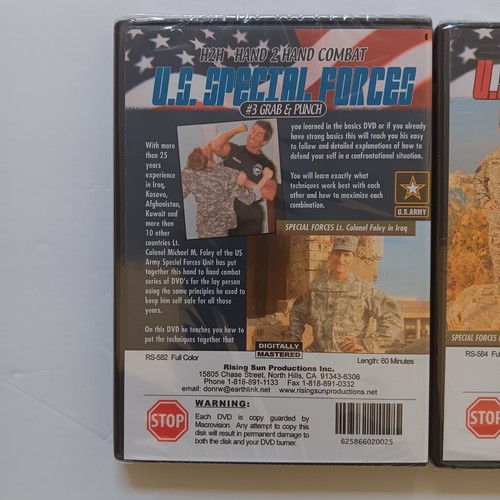 H2H HAND 2 HAND COMBAT
U.S. SPECIAL FORCES
#3 GRAB & PUNCH
With more
then 25
years
experience
in Iraq,
Kosovo,
Afghanistan,
Kuwait and
more then
10 other
countries Lt.
Colonel Michael M. Foley of the US
Army Special Forces Unit has put
together this hand to hand combat
series of DVD's for the lay person
using the same principles he used to
keep him self safe for all those
years.
On this DVD he teaches you how to
put the techniques together that
you learned in the basics DVD or if you already
have strong basics this will teach you his easy
to follow and detailed explanations of how to
defend your self in a confrontational situation.
You will learn exactly what
techniques work best with each
other and how to maximize each
combination.
U.S.ARMY
SPECIAL FORCES Lt. Colonel Foley in Iraq
DIGITALLY
MASTERED
RS-582 Full Color
Length: 60 Minutes
Rising Sun Productions Inc.
15805 Chase Street, North Hills, CA 91343-6306
Phone 1-818-891-1133 Fax 1-818-891-0332
email: donrw@earthlink.net www.risingsunproductions.net
WARNING:
STOP
Each DVD is copy guarded by
Macrovision. Any attempt to copy this
disk will result in permanent damage to
both the disk and your DVD burner.
625866020025
U.
SPECIAL FORCES
RS-584 Full
STOP